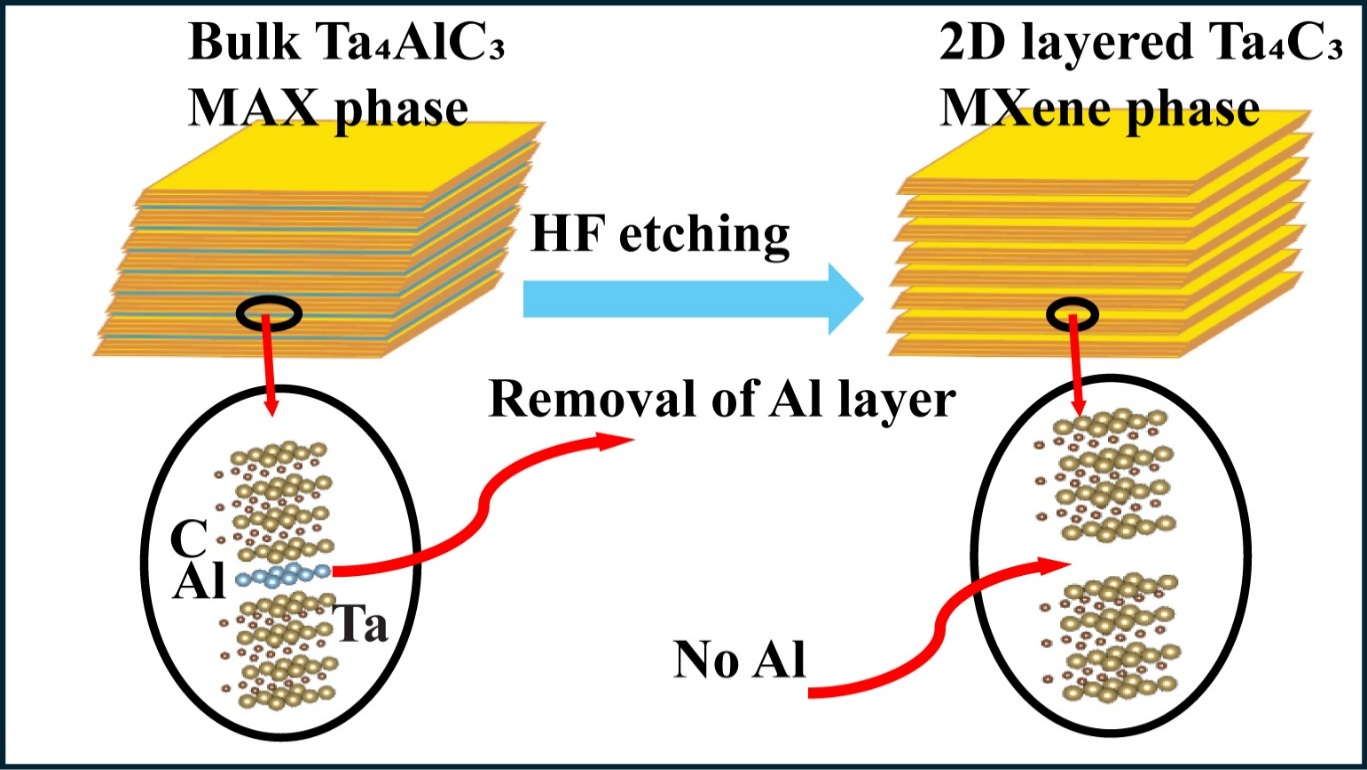 Bulk Ta₄AlC₃
MAX phase
2D layered Ta₄C₃
MXene phase
HF etching
Removal of Al layer
C
Al
Ta
No Al